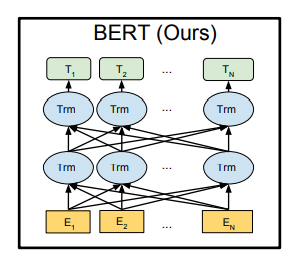 BERT (Ours)
T1 T2 ... TN
Trm Trm ... Trm
Trm Trm ... Trm
E1 E2 ... EN